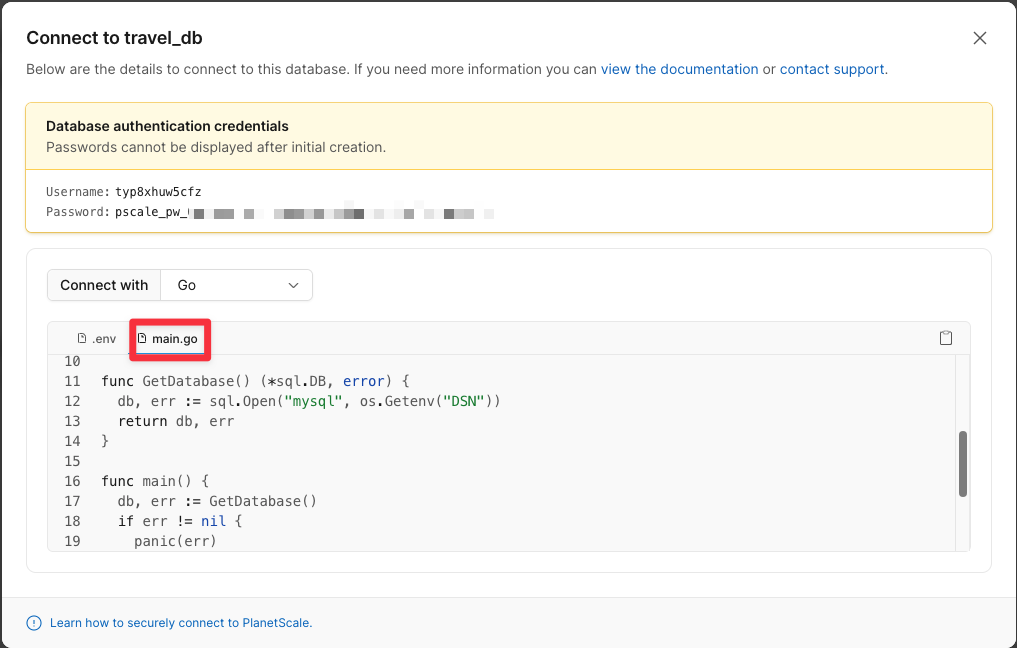 Connect to travel_db
Below are the details to connect to this database. If you need more information you can view the documentation or contact support.
Database authentication credentials
Passwords cannot be displayed after initial creation.
Username: typ8xhuw5cfz
Password: pscale_pw_
Connect with Go
.env main.go
10
11 func GetDatabase() (*sql.DB, error) {
12   db, err := sql.Open("mysql", os.Getenv("DSN"))
13   return db, err
14 }
15
16 func main() {
17   db, err := GetDatabase()
18   if err != nil {
19     panic(err)
Learn how to securely connect to PlanetScale.